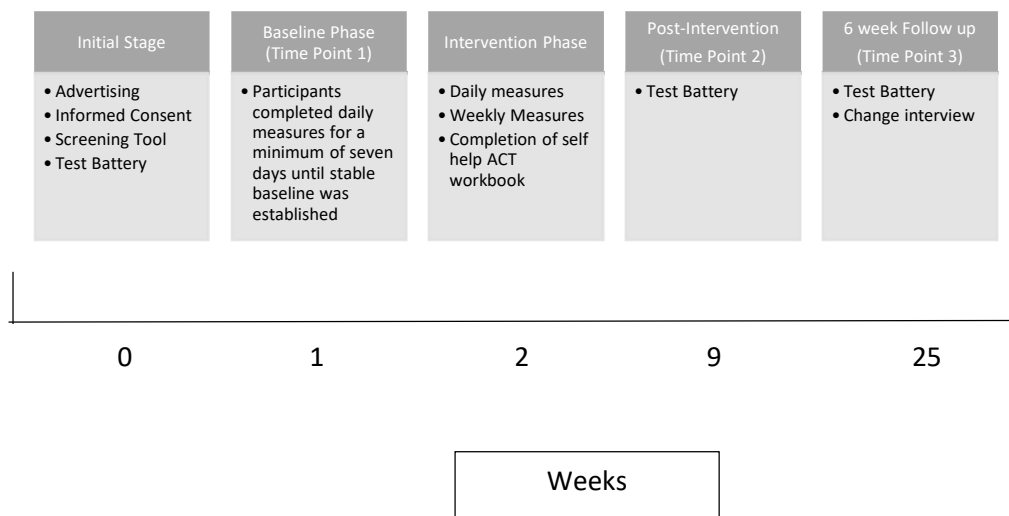 Initial Stage
• Advertising
• Informed Consent
• Screening Tool
• Test Battery
Baseline Phase
(Time Point 1)
• Participants
completed daily
measures for a
minimum of seven
days until stable
baseline was
established
Intervention Phase
• Daily measures
• Weekly Measures
• Completion of self
help ACT
workbook
Post-Intervention
(Time Point 2)
• Test Battery
6 week Follow up
(Time Point 3)
• Test Battery
• Change interview
0 1 2 9 25
Weeks